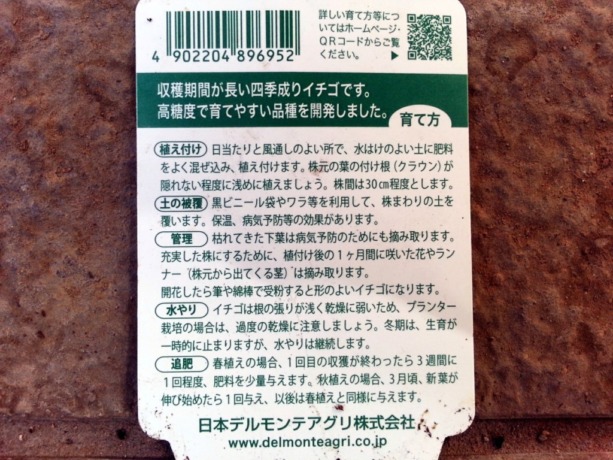 4 902204 896952
詳しい育て方等につ
いてはホームページ・
QRコードからご覧
ください。 ▶
収穫期間が長い四季成りイチゴです。
高糖度で育てやすい品種を開発しました。
育て方
植え付け 日当たりと風通しのよい所で、水はけのよい土に肥料
をよく混ぜ込み、植え付けます。株元の葉の付け根（クラウン）が
隠れない程度に浅めに植えましょう。株間は30㎝程度とします。
土の被覆 黒ビニール袋やワラ等を利用して、株まわりの土を
覆います。保温、病気予防等の効果があります。
管理 枯れてきた下葉は病気予防のためにも摘み取ります。
充実した株にするために、植付け後の1ヶ月間に咲いた花やラン
ナー（株元から出てくる茎）は摘み取ります。
開花したら筆や綿棒で受粉すると形のよいイチゴになります。
水やり イチゴは根の張りが浅く乾燥に弱いため、プランター
栽培の場合は、過度の乾燥に注意しましょう。冬期は、生育が
一時的に止まりますが、水やりは継続します。
追肥 春植えの場合、1回目の収穫が終わったら3週間に
1回程度、肥料を少量与えます。秋植えの場合、3月頃、新葉が
伸び始めたら1回与え、以後は春植えと同様に与えます。
日本デルモンテアグリ株式会社
www.delmonteagri.co.jp